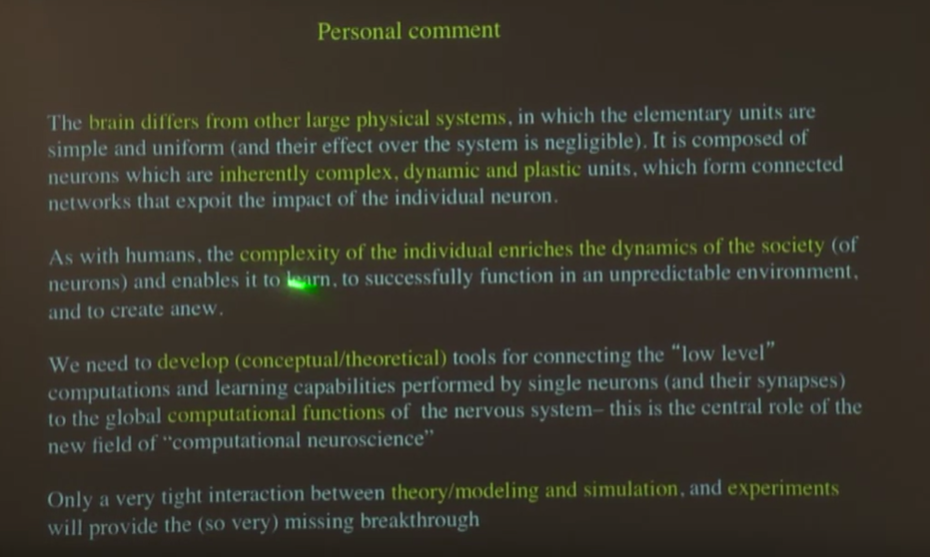 Personal comment
The brain differs from other large physical systems, in which the elementary units are
simple and uniform (and their effect over the system is negligible). It is composed of
neurons which are inherently complex, dynamic and plastic units, which form connected
networks that expoit the impact of the individual neuron.
As with humans, the complexity of the individual enriches the dynamics of the society (of
neurons) and enables it to learn, to successfully function in an unpredictable environment,
and to create anew.
We need to develop (conceptual/theoretical) tools for connecting the “low level”
computations and learning capabilities performed by single neurons (and their synapses)
to the global computational functions of the nervous system– this is the central role of the
new field of “computational neuroscience”
Only a very tight interaction between theory/modeling and simulation, and experiments
will provide the (so very) missing breakthrough